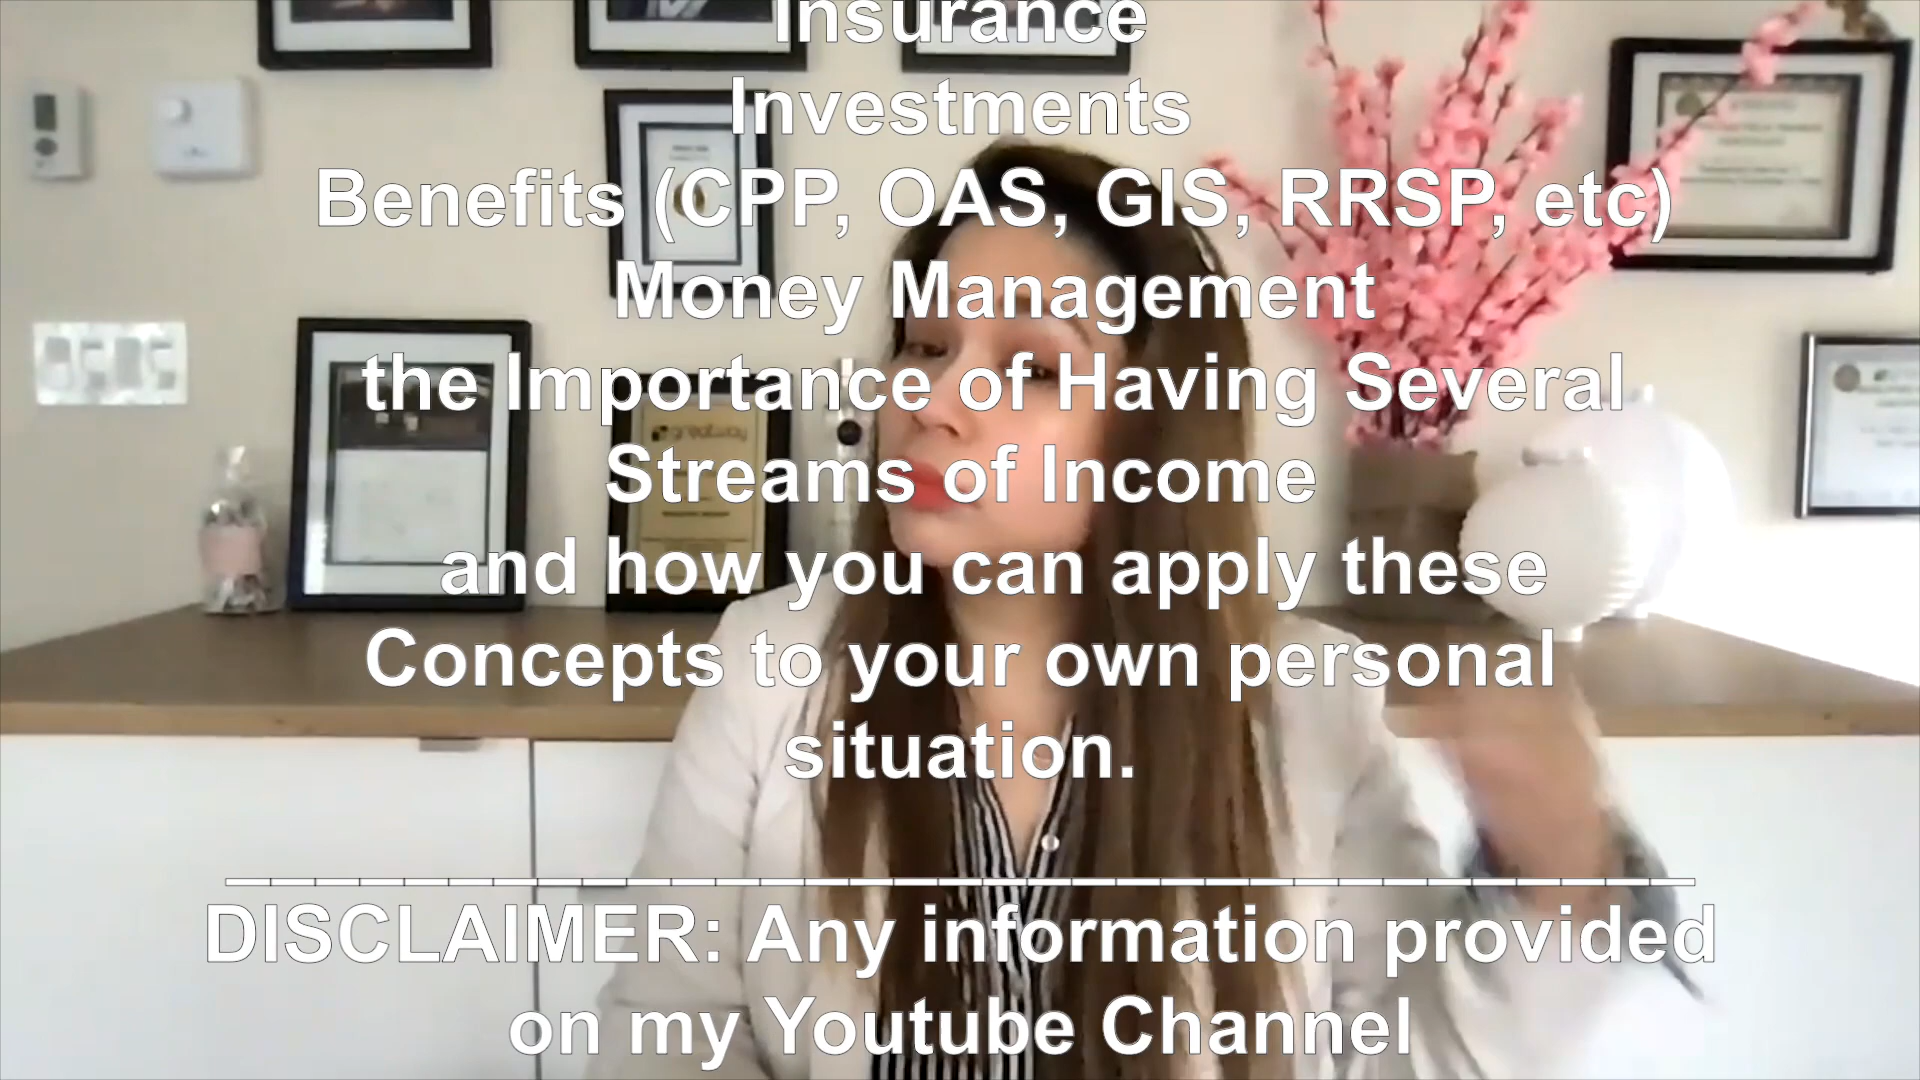 Insurance
Investments
Benefits (CPP, OAS, GIS, RRSP, etc)
Money Management
the Importance of Having Several
Streams of Income
and how you can apply these
Concepts to your own personal
situation.
DISCLAIMER: Any information provided
on my Youtube Channel
greatway